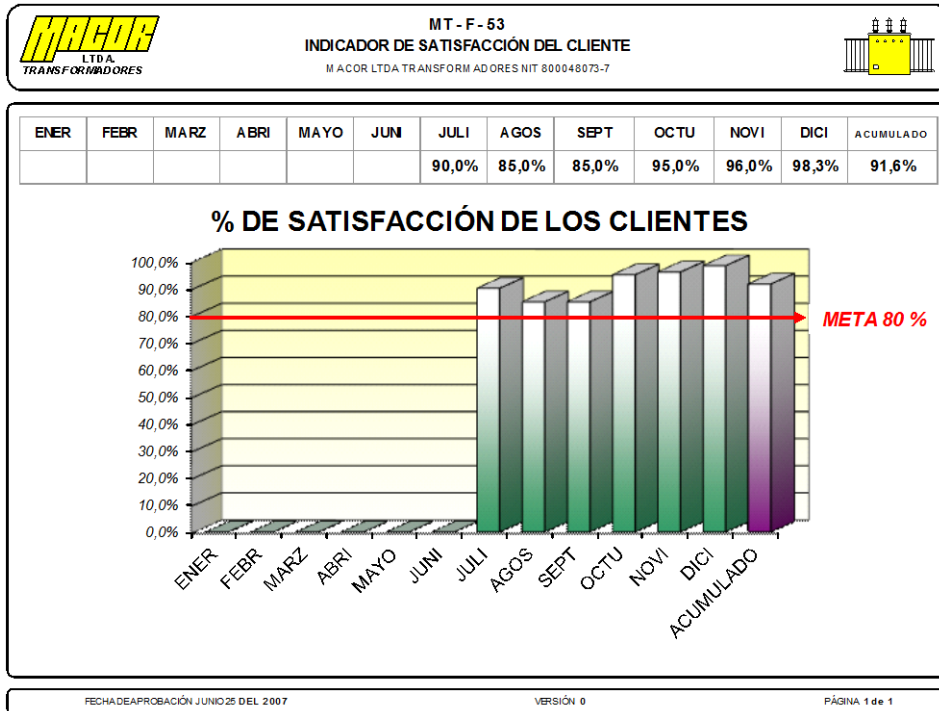 MACOR
LTDA.
TRANSFORMADORES
MT - F - 53
INDICADOR DE SATISFACCIÓN DEL CLIENTE
MACOR LTDA TRANSFORMADORES NIT 800048073-7
ENER FEBR MARZ ABRI MAYO JUNI JULI AGOS SEPT OCTU NOVI DICI ACUMULADO
90,0% 85,0% 85,0% 95,0% 96,0% 98,3% 91,6%
% DE SATISFACCIÓN DE LOS CLIENTES
100,0%
90,0%
80,0%
META 80 %
70,0%
60,0%
50,0%
40,0%
30,0%
20,0%
10,0%
0,0%
ENER FEBR MARZ ABRI MAYO JUNI JULI AGOS SEPT OCTU NOVI DICI ACUMULADO
FECHA DE APROBACIÓN JUNIO 25 DEL 2007 VERSIÓN 0 PÁGINA 1 de 1